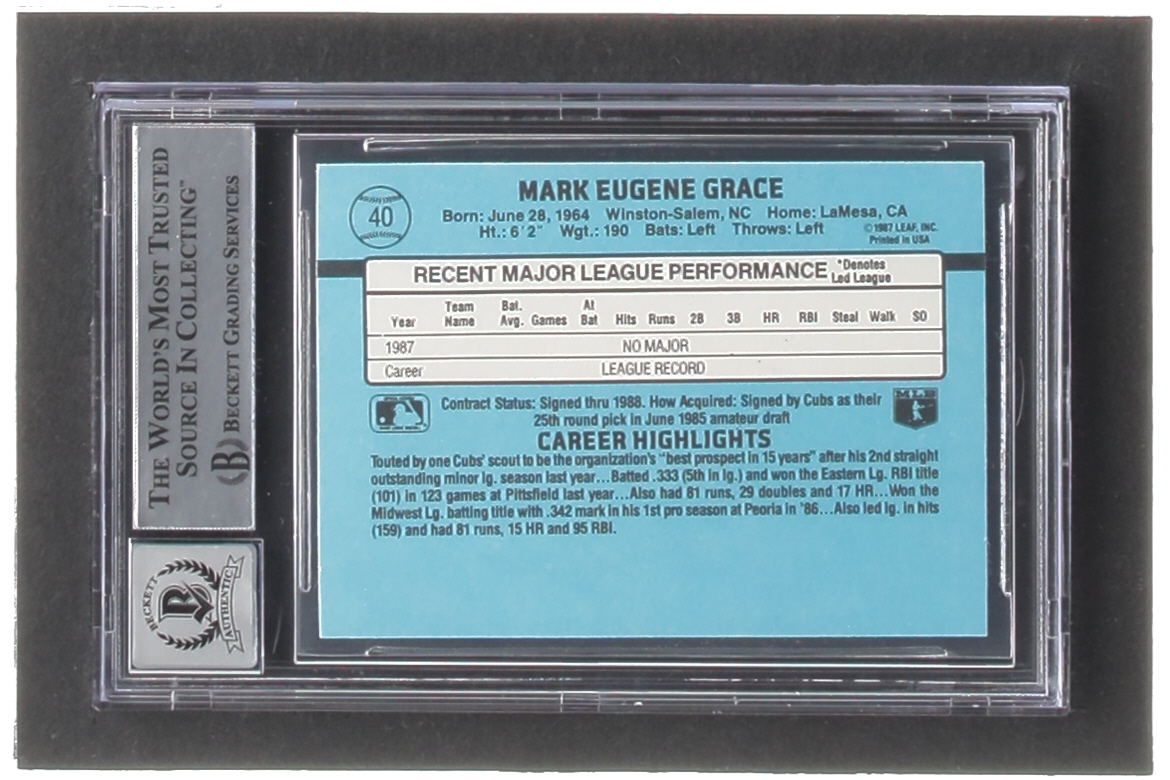 THE WORLD'S MOST TRUSTED
SOURCE IN COLLECTING™
B BECKETT GRADING SERVICES
BECKETT
B
AUTHENTIC
40
MARK EUGENE GRACE
Born: June 28, 1964 Winston-Salem, NC Home: LaMesa, CA
Ht.: 6'2" Wgt.: 190 Bats: Left Throws: Left
©1987 LEAF, INC.
Printed in USA
RECENT MAJOR LEAGUE PERFORMANCE *Denotes
Led League
Year Team Name Bat. Avg. Games At Bat Hits Runs 2B 3B HR RBI Steal Walk SO
1987 NO MAJOR
Career LEAGUE RECORD
MLB
Contract Status: Signed thru 1988. How Acquired: Signed by Cubs as their
25th round pick in June 1985 amateur draft
CAREER HIGHLIGHTS
Touted by one Cubs' scout to be the organization's "best prospect in 15 years" after his 2nd straight
outstanding minor lg. season last year...Batted .333 (5th in lg.) and won the Eastern Lg. RBI title
(101) in 123 games at Pittsfield last year...Also had 81 runs, 29 doubles and 17 HR...Won the
Midwest Lg. batting title with .342 mark in his 1st pro season at Peoria in '86...Also led lg. in hits
(159) and had 81 runs, 15 HR and 95 RBI.